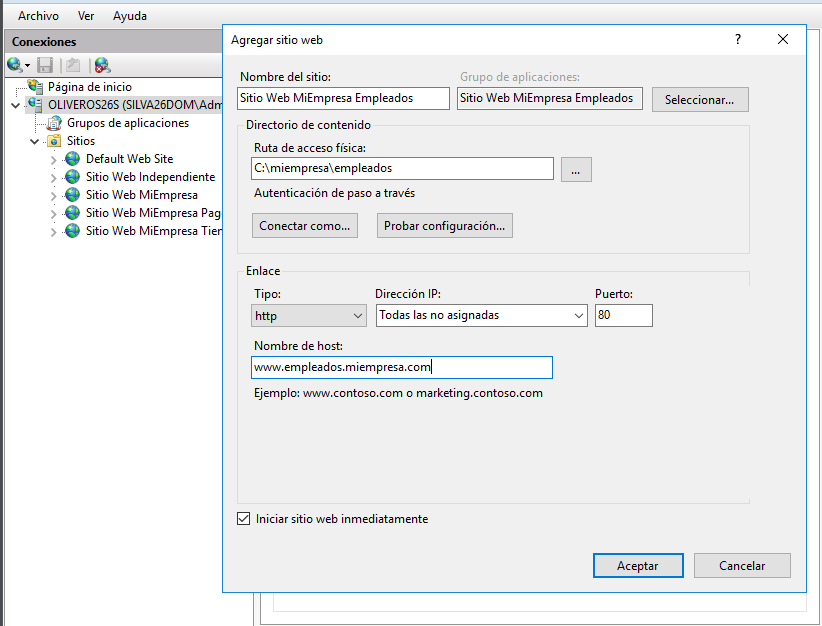 Archivo Ver Ayuda
Conexiones
Página de inicio
OLIVEROS26S (SILVA26DOM\Adm
Grupos de aplicaciones
Sitios
Default Web Site
Sitio Web Independiente
Sitio Web MiEmpresa
Sitio Web MiEmpresa Pag
Sitio Web MiEmpresa Tien
Agregar sitio web ?
Nombre del sitio: Grupo de aplicaciones:
Sitio Web MiEmpresa Empleados Sitio Web MiEmpresa Empleados Seleccionar...
Directorio de contenido
Ruta de acceso física:
C:\miempresa\empleados ...
Autenticación de paso a través
Conectar como... Probar configuración...
Enlace
Tipo: Dirección IP: Puerto:
http Todas las no asignadas 80
Nombre de host:
www.empleados.miempresa.com
Ejemplo: www.contoso.com o marketing.contoso.com
Iniciar sitio web inmediatamente
Aceptar Cancelar